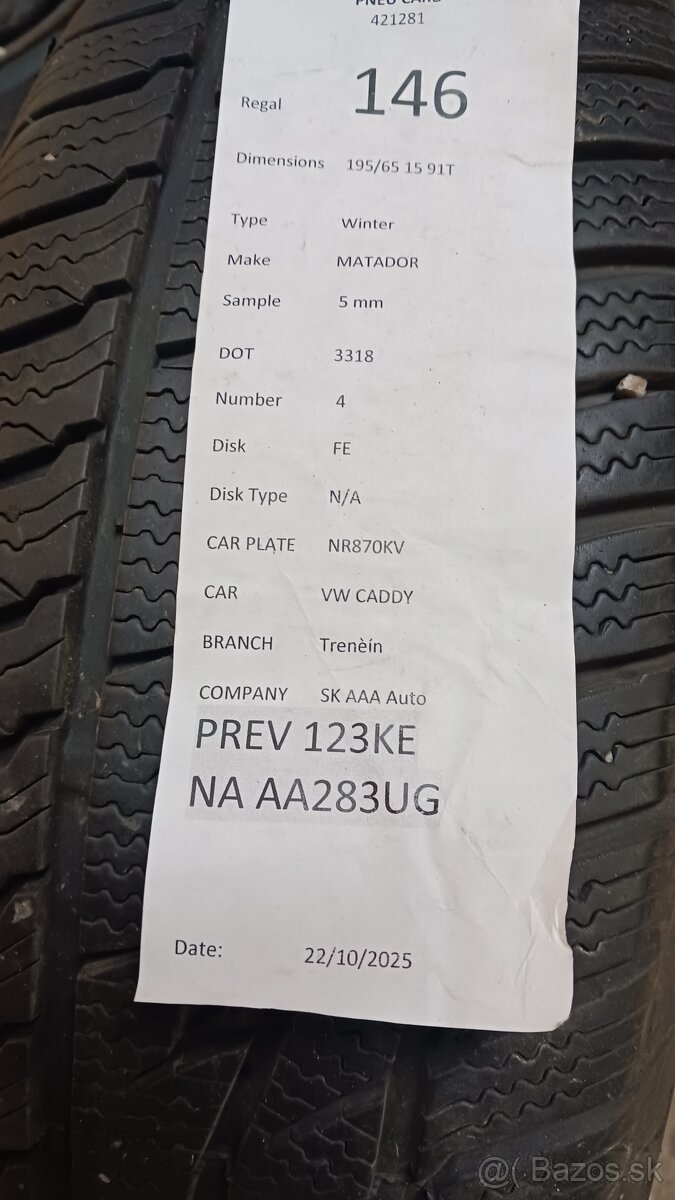 PNEU CARD
421281
Regal 146
Dimensions 195/65 15 91T
Type Winter
Make MATADOR
Sample 5 mm
DOT 3318
Number 4
Disk FE
Disk Type N/A
CAR PLATE NR870KV
CAR VW CADDY
BRANCH Trenèín
COMPANY SK AAA Auto
PREV 123KE
NA AA283UG
Date: 22/10/2025
@( Bazos.sk